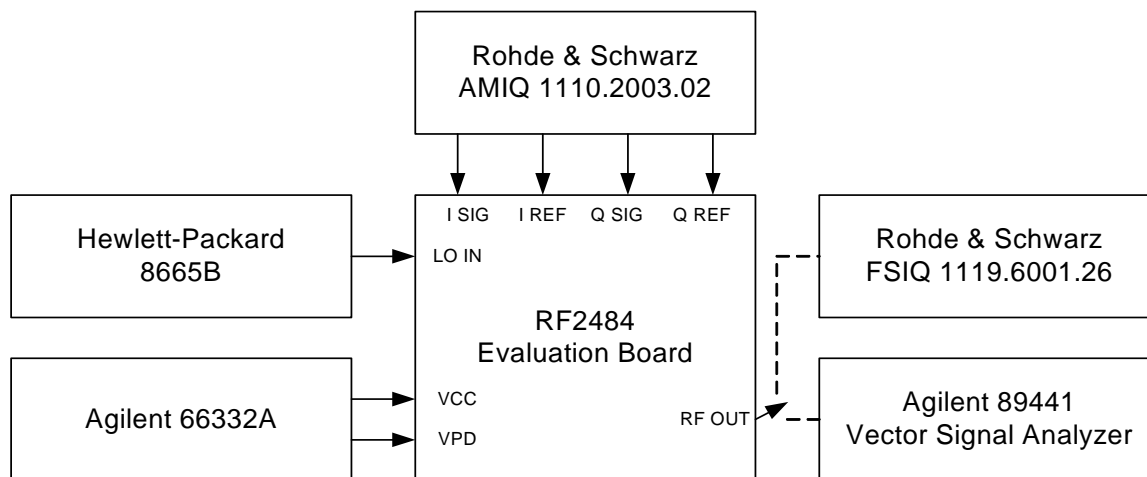 Rohde & Schwarz
AMIQ 1110.2003.02
I SIG I REF Q SIG Q REF
Hewlett-Packard
8665B
LO IN
Rohde & Schwarz
FSIQ 1119.6001.26
RF2484
Evaluation Board
Agilent 66332A
VCC
VPD
RF OUT
Agilent 89441
Vector Signal Analyzer